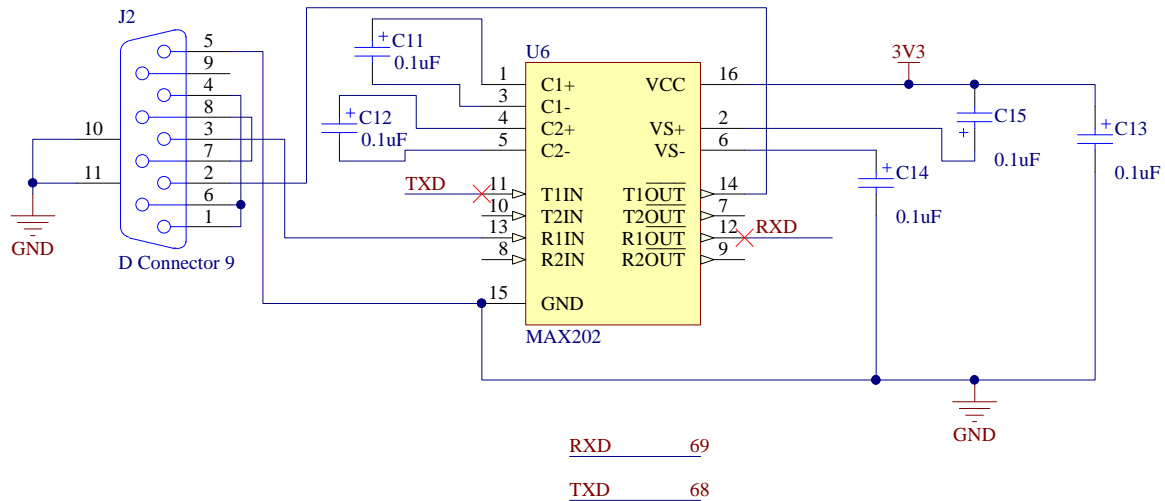 J2
5
9
4
8
3
7
2
6
1
10
11
GND
D Connector 9
+ C11
0.1uF
+ C12
0.1uF
U6
1 C1+ VCC 16
3 C1-
4 C2+ VS+ 2
5 C2- VS- 6
TXD 11 T1IN T1OUT 14
10 T2IN T2OUT 7
13 R1IN R1OUT 12 RXD
8 R2IN R2OUT 9
15 GND
MAX202
3V3
+ C15
0.1uF
+ C13
0.1uF
+ C14
0.1uF
GND
RXD 69
TXD 68